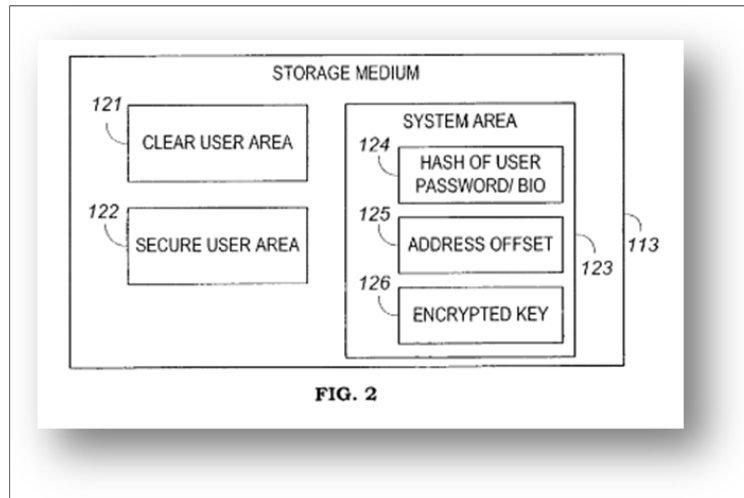 STORAGE MEDIUM
121
CLEAR USER AREA
122
SECURE USER AREA
SYSTEM AREA
124
HASH OF USER
PASSWORD/ BIO
125
ADDRESS OFFSET
126
ENCRYPTED KEY
123
113
FIG. 2